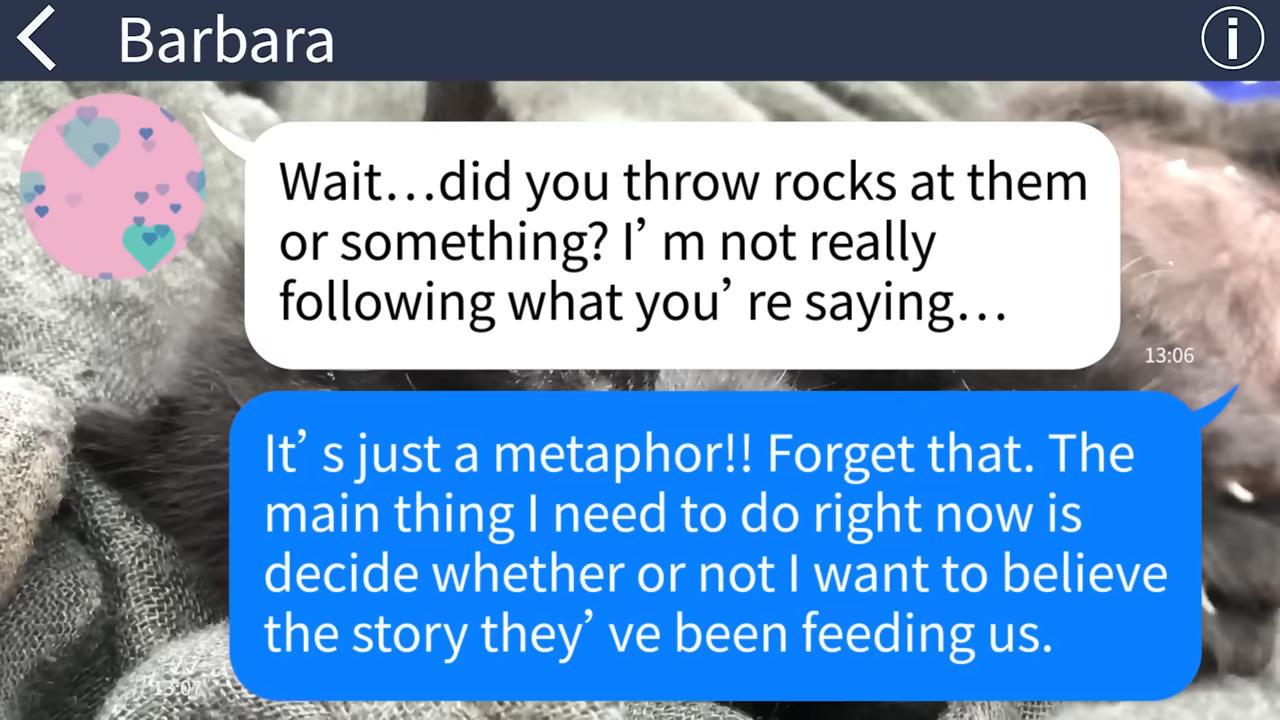 Barbara
Wait…did you throw rocks at them
or something? I’ m not really
following what you’ re saying…
13:06
It’ s just a metaphor!! Forget that. The
main thing I need to do right now is
decide whether or not I want to believe
the story they’ ve been feeding us.
13:07